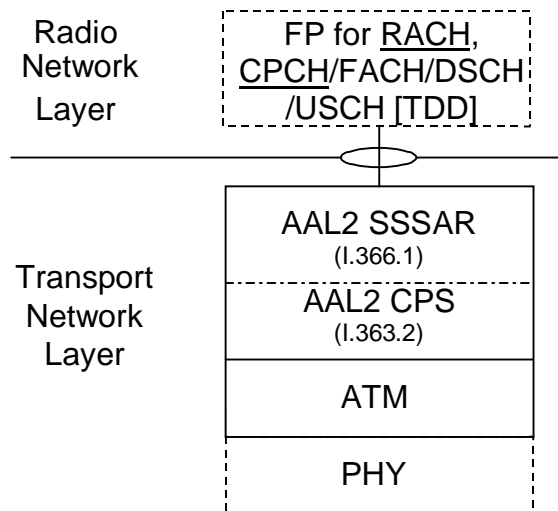 Radio
Network
Layer
FP for RACH,
CPCH/FACH/DSCH
/USCH [TDD]
Transport
Network
Layer
AAL2 SSSAR
(I.366.1)
AAL2 CPS
(I.363.2)
ATM
PHY